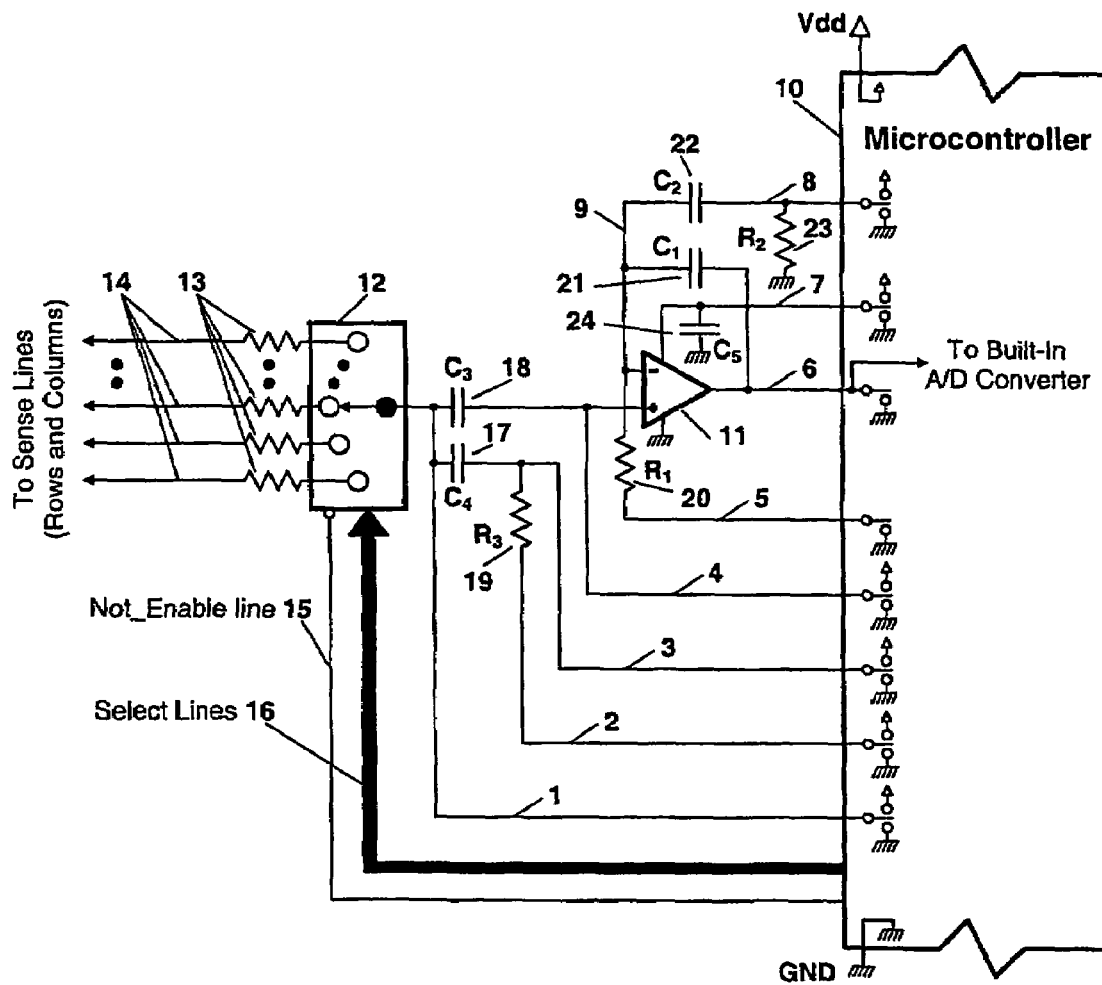 Vdd
10
Microcontroller
22
C₂
8
9
R₂
23
C₁
21
7
14
13
12
24
C₅
To Sense Lines
(Rows and Columns)
C₃
18
6
To Built-In
A/D Converter
17
11
C₄
R₁
20
5
R₃
19
4
Not_Enable line 15
3
Select Lines 16
2
1
GND